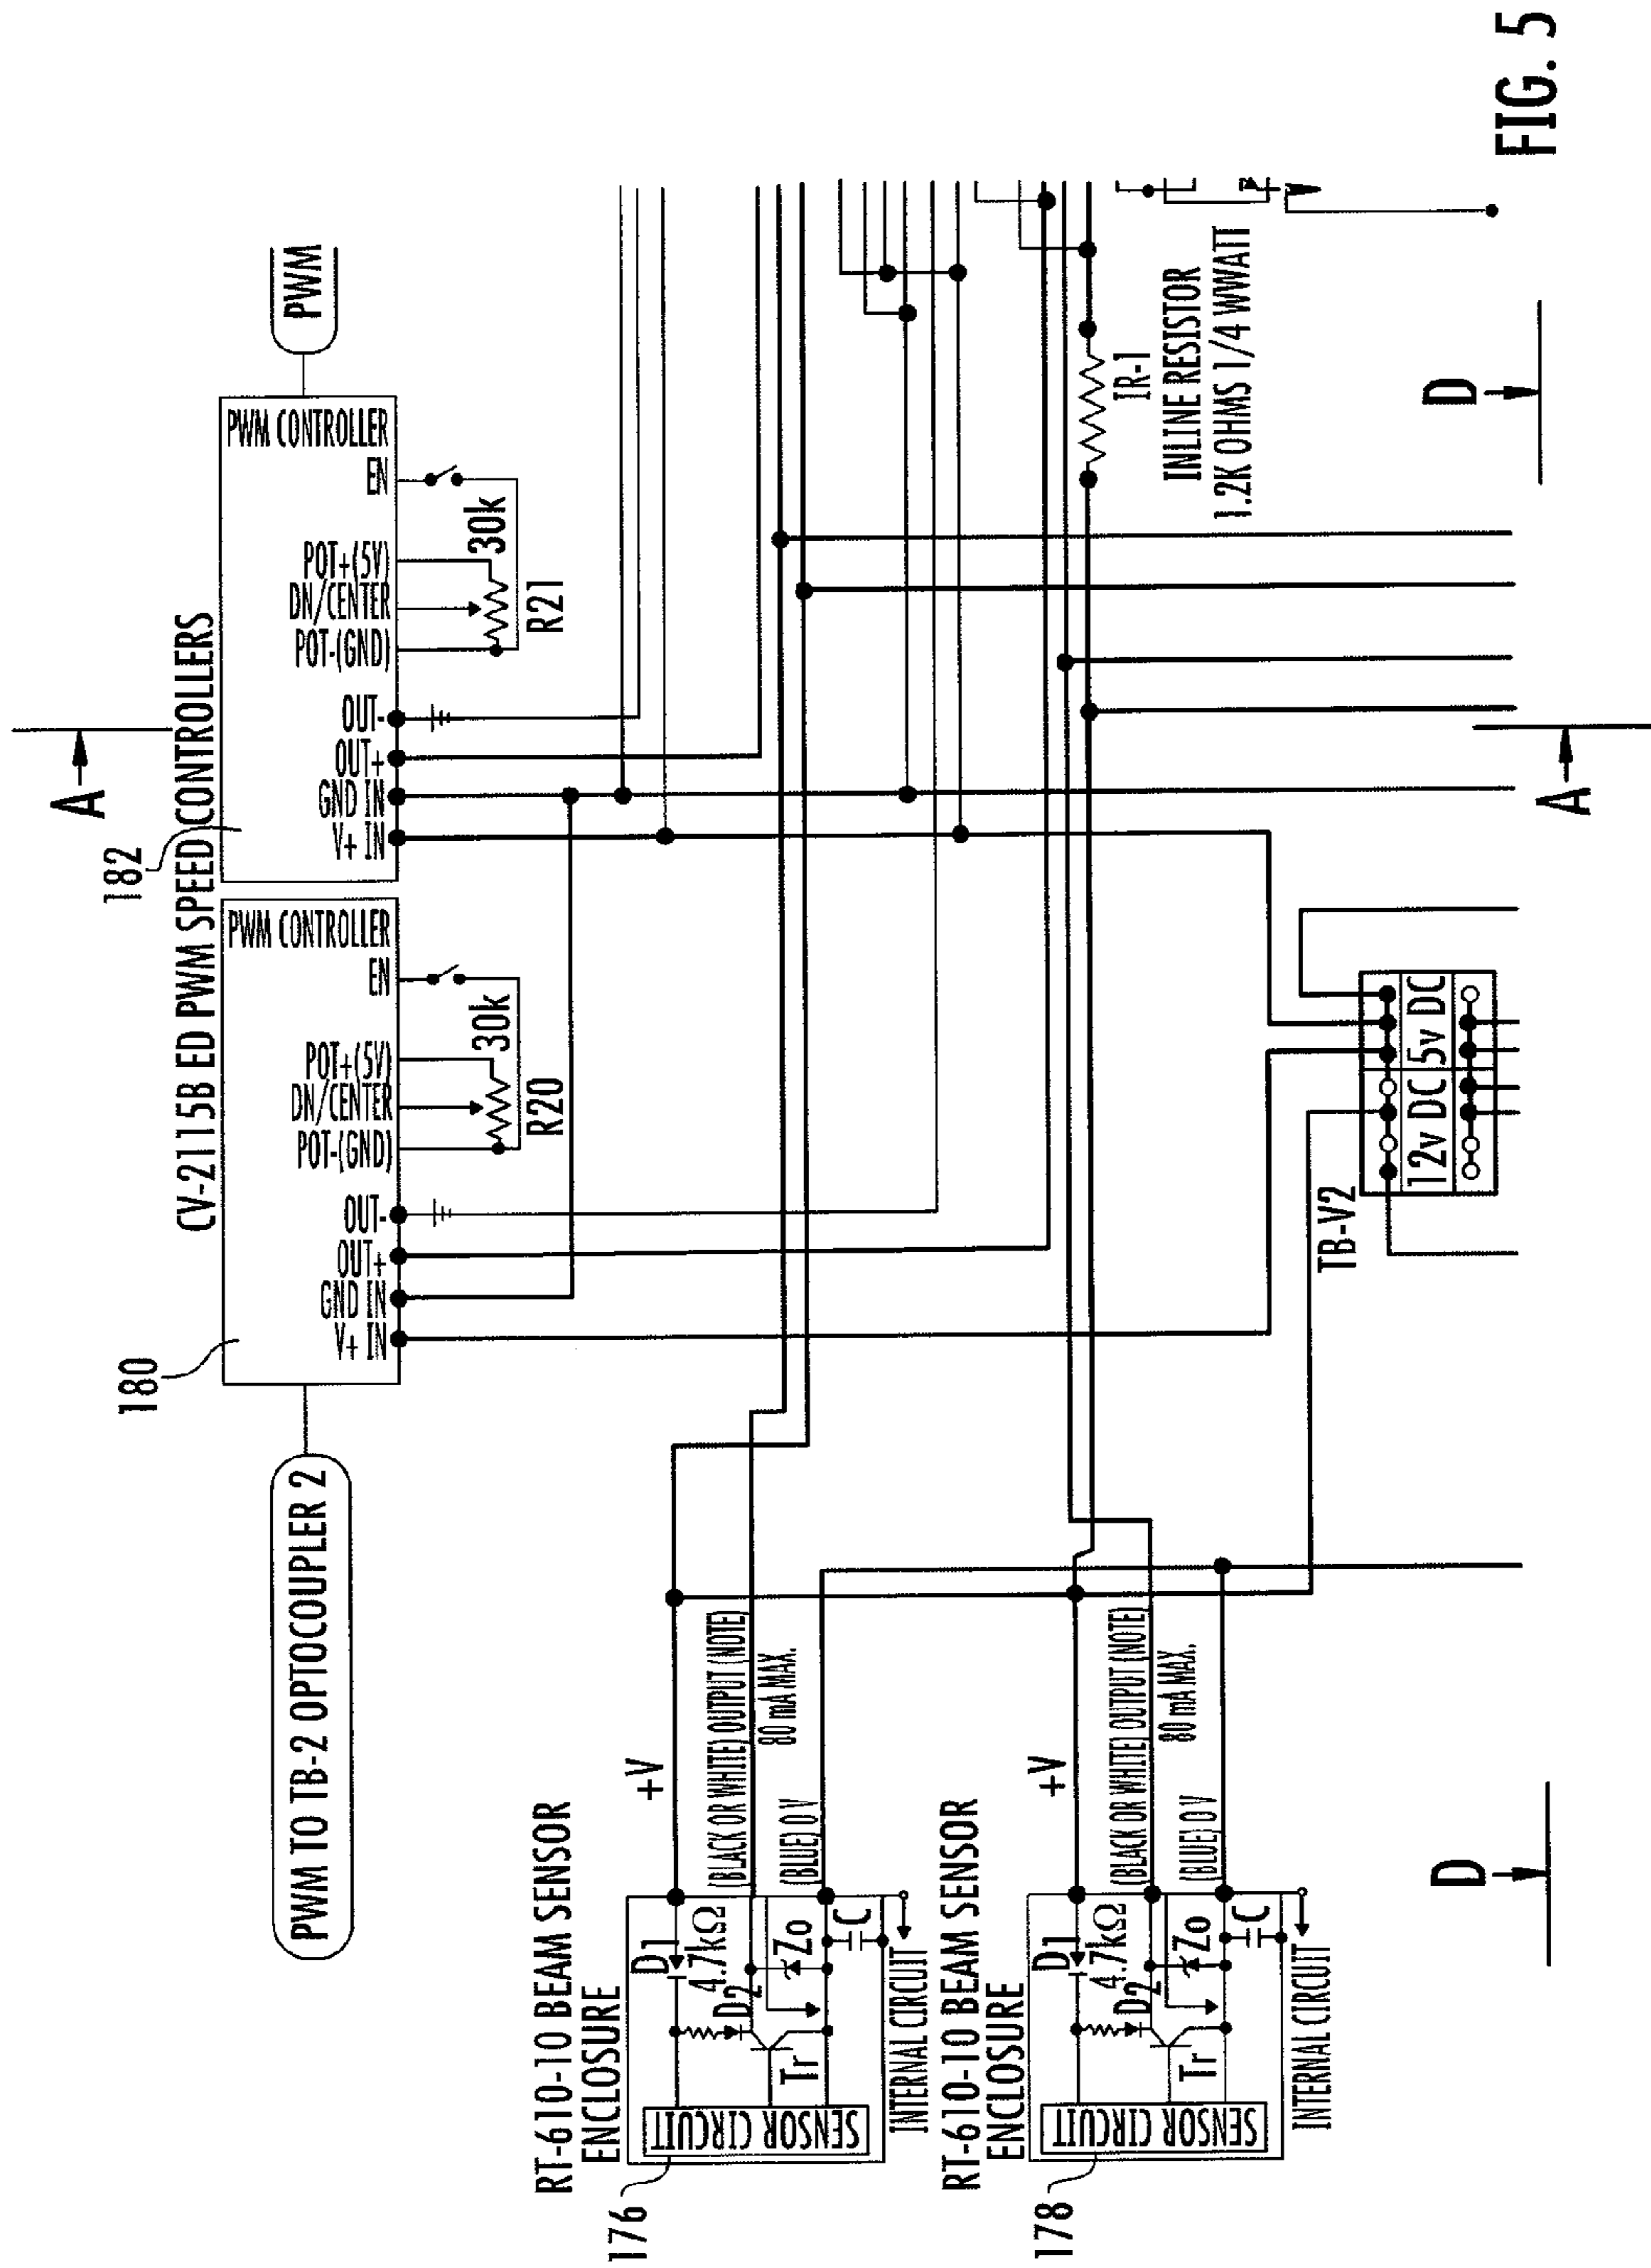 A
182
180
CV-2115B ED PWM SPEED CONTROLLERS
PWM TO TB-2 OPTOCOUPLER 2
PWM CONTROLLER
V+ IN
GND IN
OUT+
OUT-
POT-(GND)
DN/CENTER
POT+(5V)
EN
R20
30k
PWM CONTROLLER
V+ IN
GND IN
OUT+
OUT-
POT-(GND)
DN/CENTER
POT+(5V)
EN
R21
30k
PWM
RT-610-10 BEAM SENSOR
ENCLOSURE
176
SENSOR CIRCUIT
D1
4.7kΩ
D2
Zo
Tr
C
INTERNAL CIRCUIT
+V
(BLACK OR WHITE) OUTPUT (NOTE)
80 mA MAX.
(BLUE) 0 V
RT-610-10 BEAM SENSOR
ENCLOSURE
178
SENSOR CIRCUIT
D1
4.7kΩ
D2
Zo
Tr
C
INTERNAL CIRCUIT
+V
(BLACK OR WHITE) OUTPUT (NOTE)
80 mA MAX.
(BLUE) 0 V
IR-1
INLINE RESISTOR
1.2K OHMS 1/4 WWATT
TB-V2
12v DC
5v DC
D
A
D
FIG. 5